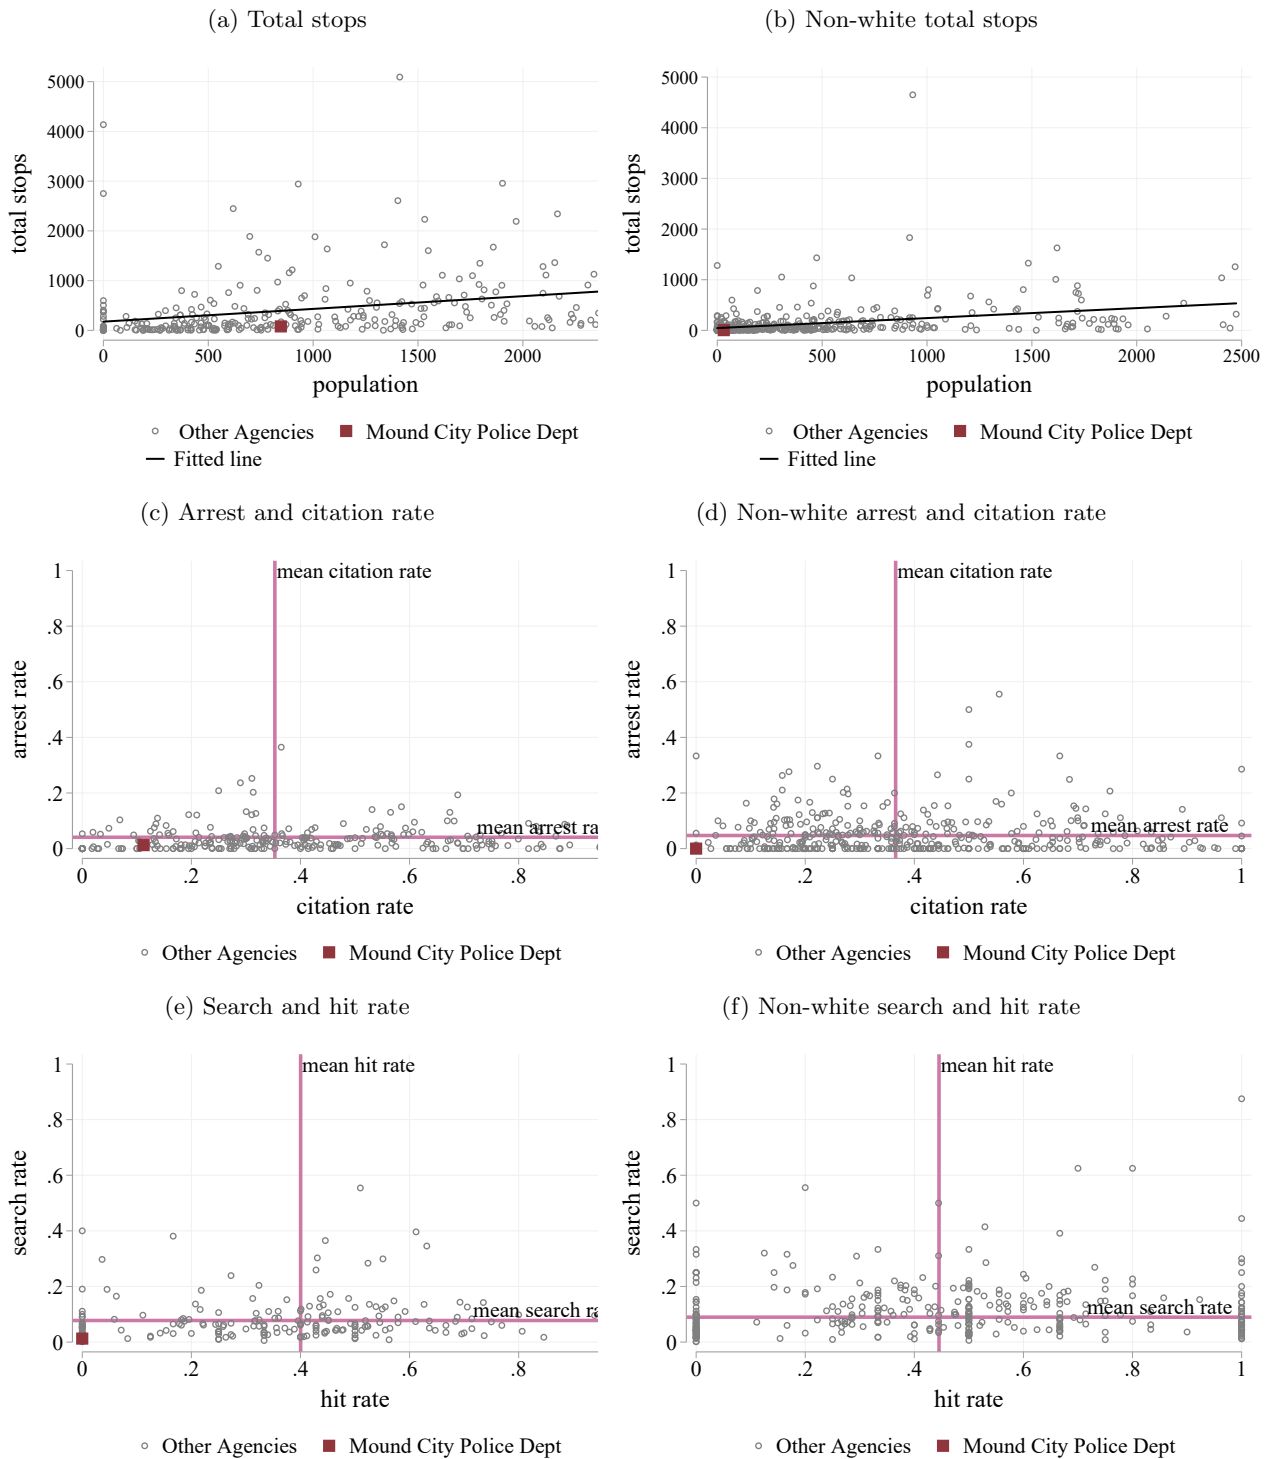 (a) Total stops
(b) Non-white total stops
total stops
5000
4000
3000
2000
1000
0
0 500 1000 1500 2000
population
Other Agencies Mound City Police Dept
Fitted line
total stops
5000
4000
3000
2000
1000
0
0 500 1000 1500 2000 2500
population
Other Agencies Mound City Police Dept
Fitted line
(c) Arrest and citation rate
(d) Non-white arrest and citation rate
arrest rate
1
.8
.6
.4
.2
0
mean citation rate
mean arrest ra
0 .2 .4 .6 .8
citation rate
Other Agencies Mound City Police Dept
arrest rate
1
.8
.6
.4
.2
0
mean citation rate
mean arrest rate
0 .2 .4 .6 .8 1
citation rate
Other Agencies Mound City Police Dept
(e) Search and hit rate
(f) Non-white search and hit rate
search rate
1
.8
.6
.4
.2
0
mean hit rate
mean search ra
0 .2 .4 .6 .8
hit rate
Other Agencies Mound City Police Dept
search rate
1
.8
.6
.4
.2
0
mean hit rate
mean search rate
0 .2 .4 .6 .8 1
hit rate
Other Agencies Mound City Police Dept